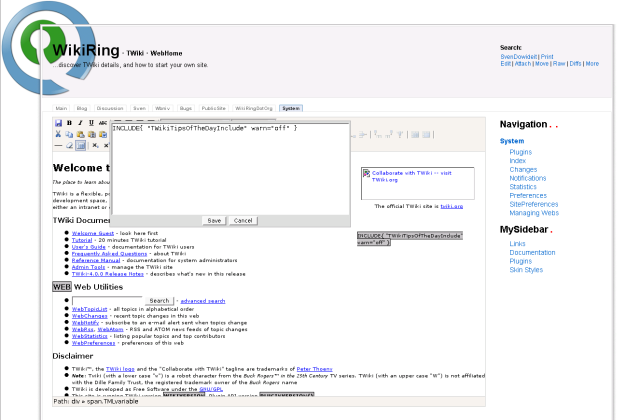 WikiRing · TWiki · WebHome
...discover TWiki details, and how to start your own site.
Search:
SvenDowideit | Print
Edit | Attach | Move | Raw | Diffs | More
Main Blog Discussion Sven Wikiv Bugs PublicSite WikiRingDotOrg System
B I U ABC
INCLUDE{ "TWikiTipsOfTheDayInclude" warn="off" }
Save Cancel
Welcome t
The place to learn abou
TWiki is a flexible, po
development space,
either an intranet or
Collaborate with TWiki -- visit
TWiki.org
The official TWiki site is twiki.org
TWiki Documen
Welcome Guest - look here first
Tutorial - 20 minutes TWiki tutorial
User's Guide - documentation for TWiki users
Frequently Asked Questions - about TWiki
Reference Manual - documentation for system administrators
Admin Tools - manage the TWiki site
TWiki-4.0.0 Release Notes - describes what's new in this release
INCLUDE{ "TWikiTipsOfTheDayInclude"
warn="off" }
WEB Web Utilities
Search - advanced search
WebTopicList - all topics in alphabetical order
WebChanges - recent topic changes in this web
WebNotify - subscribe to an e-mail alert sent when topics change
WebRss, WebAtom - RSS and ATOM news feeds of topic changes
WebStatistics - listing popular topics and top contributors
WebPreferences - preferences of this web
Disclaimer
TWiki™, the TWiki logo and the "Collaborate with TWiki" tagline are trademarks of Peter Thoeny
Note: Twiki (with a lower case "v") is a robot character from the Buck Rogers™ in the 25th Century TV series. TWiki (with an upper case "W") is not affiliated
with the Dille Family Trust, the registered trademark owner of the Buck Rogers name
TWiki is developed as Free Software under the GNU/GPL
This site is running TWiki version WIKIVERSION, Plugin API version PLUGINVERSION{}
Path: div » span.TMLvariable
Navigation . .
System
Plugins
Index
Changes
Notifications
Statistics
Preferences
SitePreferences
Managing Webs
MySidebar .
Links
Documentation
Plugins
Skin Styles